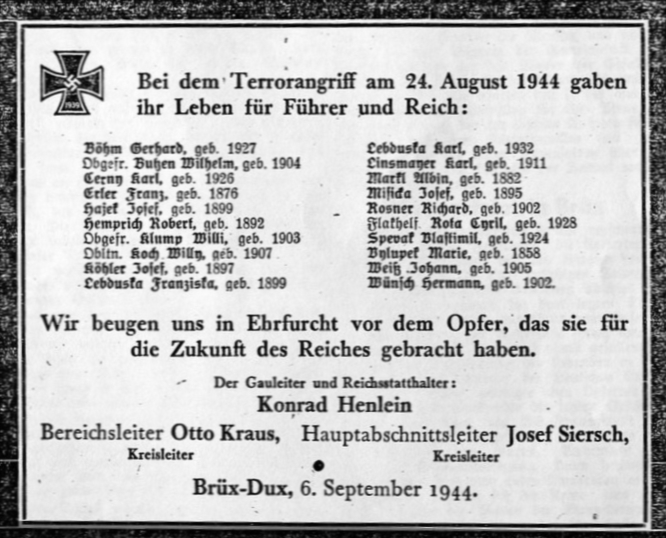 1939
Bei dem Terrorangriff am 24. August 1944 gaben
ihr Leben für Führer und Reich:
Böhm Gerhard, geb. 1927
Obgefr. Buhen Wilhelm, geb. 1904
Cerny Karl, geb. 1926
Erler Franz, geb. 1876
Hajek Josef, geb. 1899
Hemprich Robert, geb. 1892
Obgefr. Klump Willi, geb. 1903
Obltn. Koch Willy, geb. 1907
Köhler Josef, geb. 1897
Lebduska Franziska, geb. 1899
Lebduska Karl, geb. 1932
Linsmayer Karl, geb. 1911
Markl Albin, geb. 1882
Misicka Josef, geb. 1895
Rosner Richard, geb. 1902
Flakhelf. Rota Cyril, geb. 1928
Spevak Vlastimil, geb. 1924
Vylupek Marie, geb. 1858
Weiß Johann, geb. 1905
Wünsch Hermann, geb. 1902.
Wir beugen uns in Ehrfurcht vor dem Opfer, das sie für
die Zukunft des Reiches gebracht haben.
Der Gauleiter und Reichsstatthalter:
Konrad Henlein
Bereichsleiter Otto Kraus, Hauptabschnittsleiter Josef Siersch,
Kreisleiter Kreisleiter
Brüx-Dux, 6. September 1944.